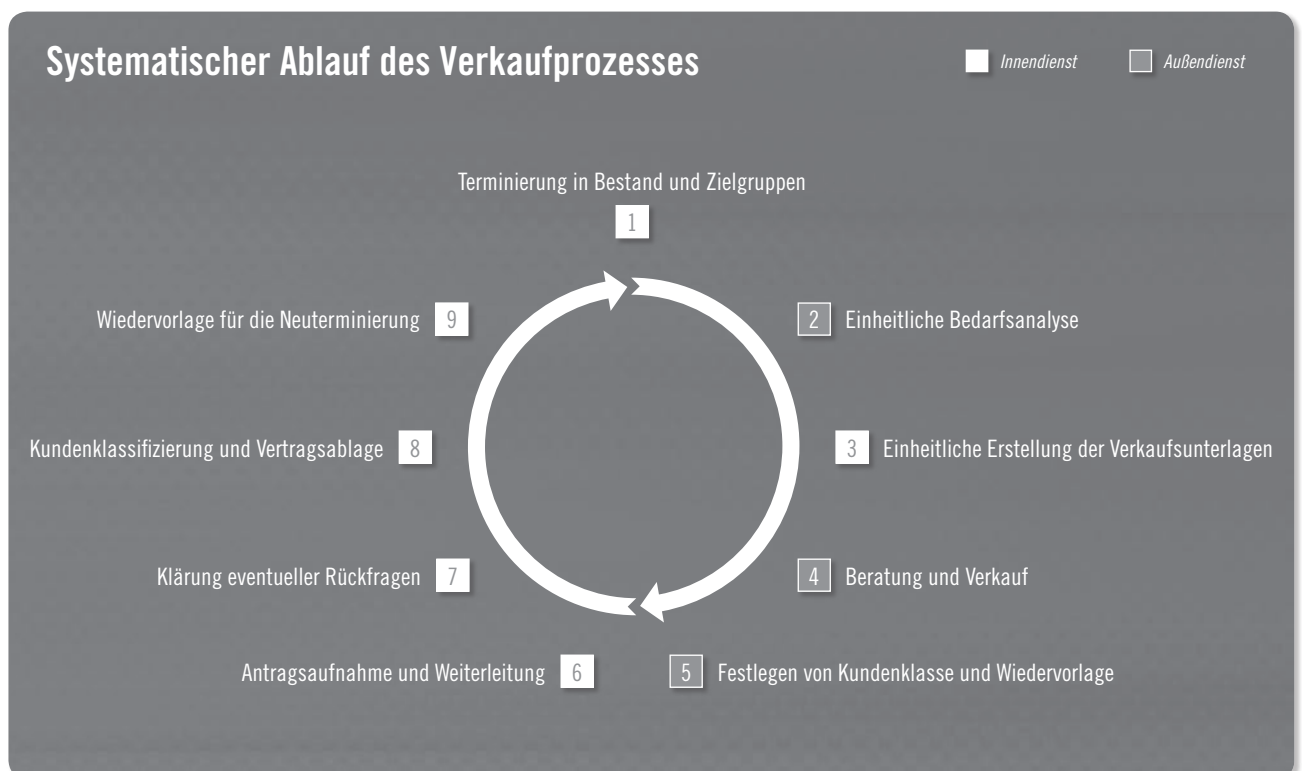 Systematischer Ablauf des Verkaufprozesses
Innendienst
Außendienst
Terminierung in Bestand und Zielgruppen
1
2 Einheitliche Bedarfsanalyse
3 Einheitliche Erstellung der Verkaufsunterlagen
4 Beratung und Verkauf
5 Festlegen von Kundenklasse und Wiedervorlage
Antragsaufnahme und Weiterleitung 6
Klärung eventueller Rückfragen 7
Kundenklassifizierung und Vertragsablage 8
Wiedervorlage für die Neuterminierung 9